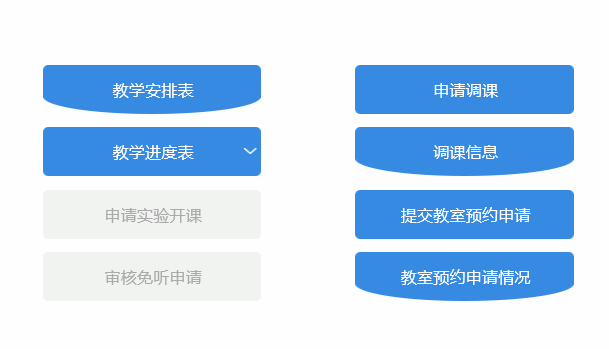 教学安排表
教学进度表
申请实验开课
审核免听申请
申请调课
调课信息
提交教室预约申请
教室预约申请情况